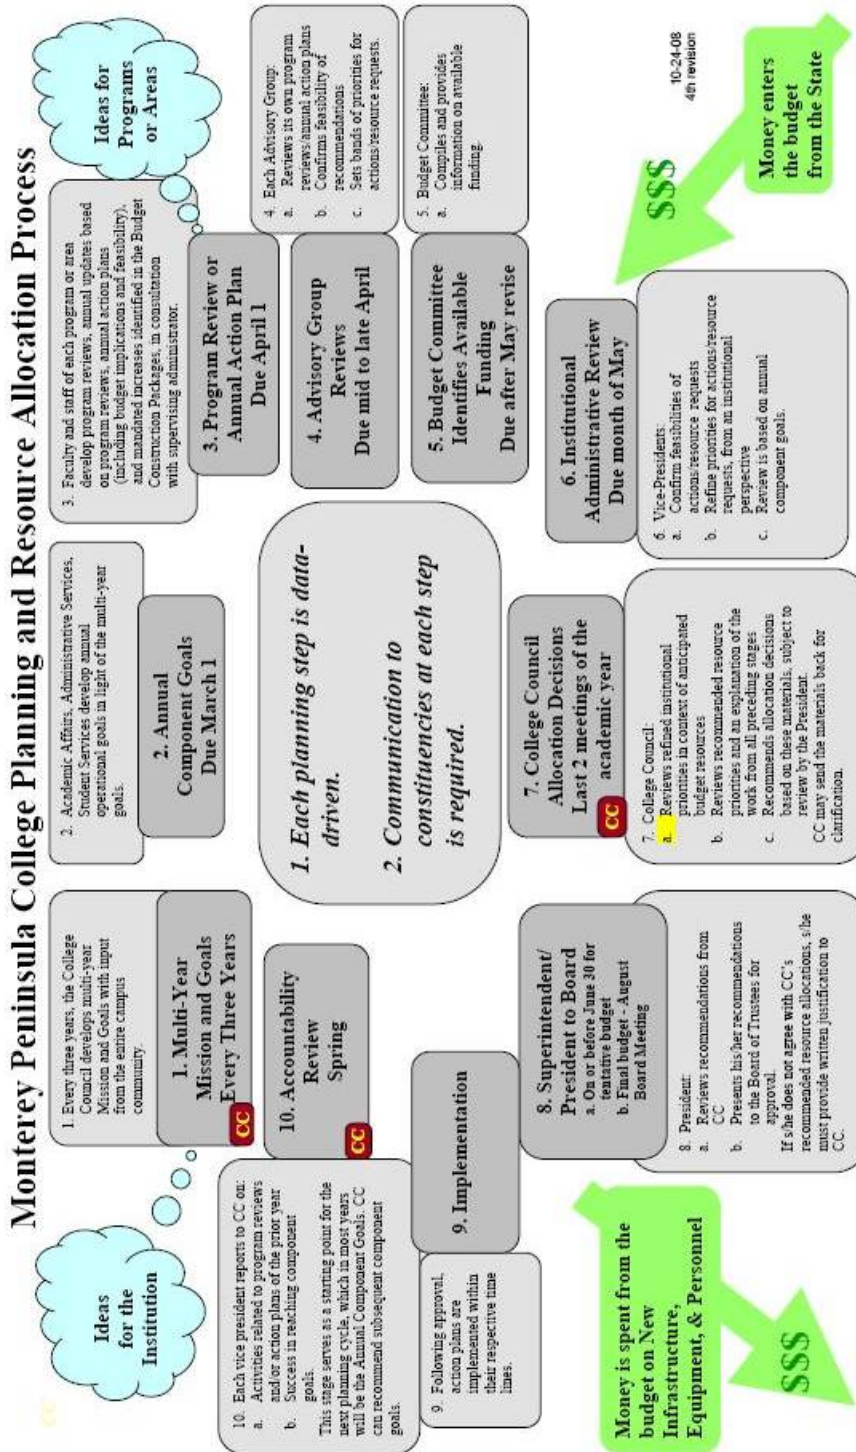 Monterey Peninsula College Planning and Resource Allocation Process
Ideas
for the
Institution
1. Every three years, the College
Council develops multi-year
Mission and Goals with input
from the entire campus
community.
1. Multi-Year
Mission and Goals
Every Three Years
CC
2. Academic Affairs, Administrative Services,
Student Services develop annual
operational goals in light of the multi-year
goals.
2. Annual
Component Goals
Due March 1
3. Faculty and staff of each program or area
develop program reviews, annual updates based
on program reviews, annual action plans
(including budget implications and feasibility),
and mandated increases identified in the Budget
Construction Packages, in consultation
with supervising administrator.
Ideas for
Programs
or Areas
3. Program Review or
Annual Action Plan
Due April 1
4. Each Advisory Group:
a. Reviews its own program
reviews/annual action plans
b. Confirms feasibility of
recommendations
c. Sets bands of priorities for
actions/resource requests.
4. Advisory Group
Reviews
Due mid to late April
5. Budget Committee:
a. Compiles and provides
information on available
funding.
5. Budget Committee
Identifies Available
Funding
Due after May revise
10-24-08
4th revision
Money enters
the budget
from the State
$$$
6. Institutional
Administrative Review
Due month of May
6. Vice-Presidents:
a. Confirm feasibilities of
actions/resource requests
b. Refine priorities for actions/resource
requests, from an institutional
perspective
c. Review is based on annual
component goals.
1. Each planning step is data-
driven.
2. Communication to
constituencies at each step
is required.
7. College Council
Allocation Decisions
Last 2 meetings of the
academic year
CC
7. College Council:
a. Reviews refined institutional
priorities in context of anticipated
budget resources
b. Reviews recommended resource
priorities and an explanation of the
work from all preceding stages
c. Recommends allocation decisions
based on these materials, subject to
review by the President.
CC may send the materials back for
clarification.
8. Superintendent/
President to Board
a. On or before June 30 for
tentative budget
b. Final budget - August
Board Meeting
8. President:
a. Reviews recommendations from
CC
b. Presents his/her recommendations
to the Board of Trustees for
approval.
If s/he does not agree with CC's
recommended resource allocations, s/he
must provide written justification to
CC.
9. Implementation
9. Following approval,
action plans are
implemented within
their respective time
lines.
10. Accountability
Review
Spring
CC
10. Each vice president reports to CC on:
a. Activities related to program reviews
and/or action plans of the prior year
b. Success in reaching component
goals.
This stage serves as a starting point for the
next planning cycle, which in most years
will be the Annual Component Goals. CC
can recommend subsequent component
goals.
Money is spent from the
budget on New
Infrastructure,
Equipment, & Personnel
$$$
CC